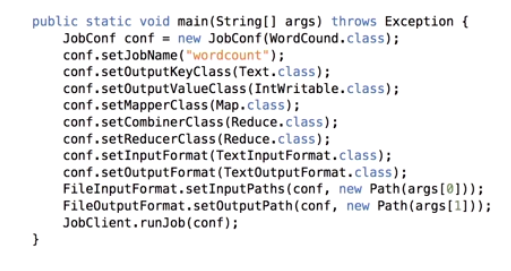 public static void main(String[] args) throws Exception {
JobConf conf = new JobConf(WordCound.class);
conf.setJobName("wordcount");
conf.setOutputKeyClass(Text.class);
conf.setOutputValueClass(IntWritable.class);
conf.setMapperClass(Map.class);
conf.setCombinerClass(Reduce.class);
conf.setReducerClass(Reduce.class);
conf.setInputFormat(TextInputFormat.class);
conf.setOutputFormat(TextOutputFormat.class);
FileInputFormat.setInputPaths(conf, new Path(args[0]));
FileOutputFormat.setOutputPath(conf, new Path(args[1]));
JobClient.runJob(conf);
}